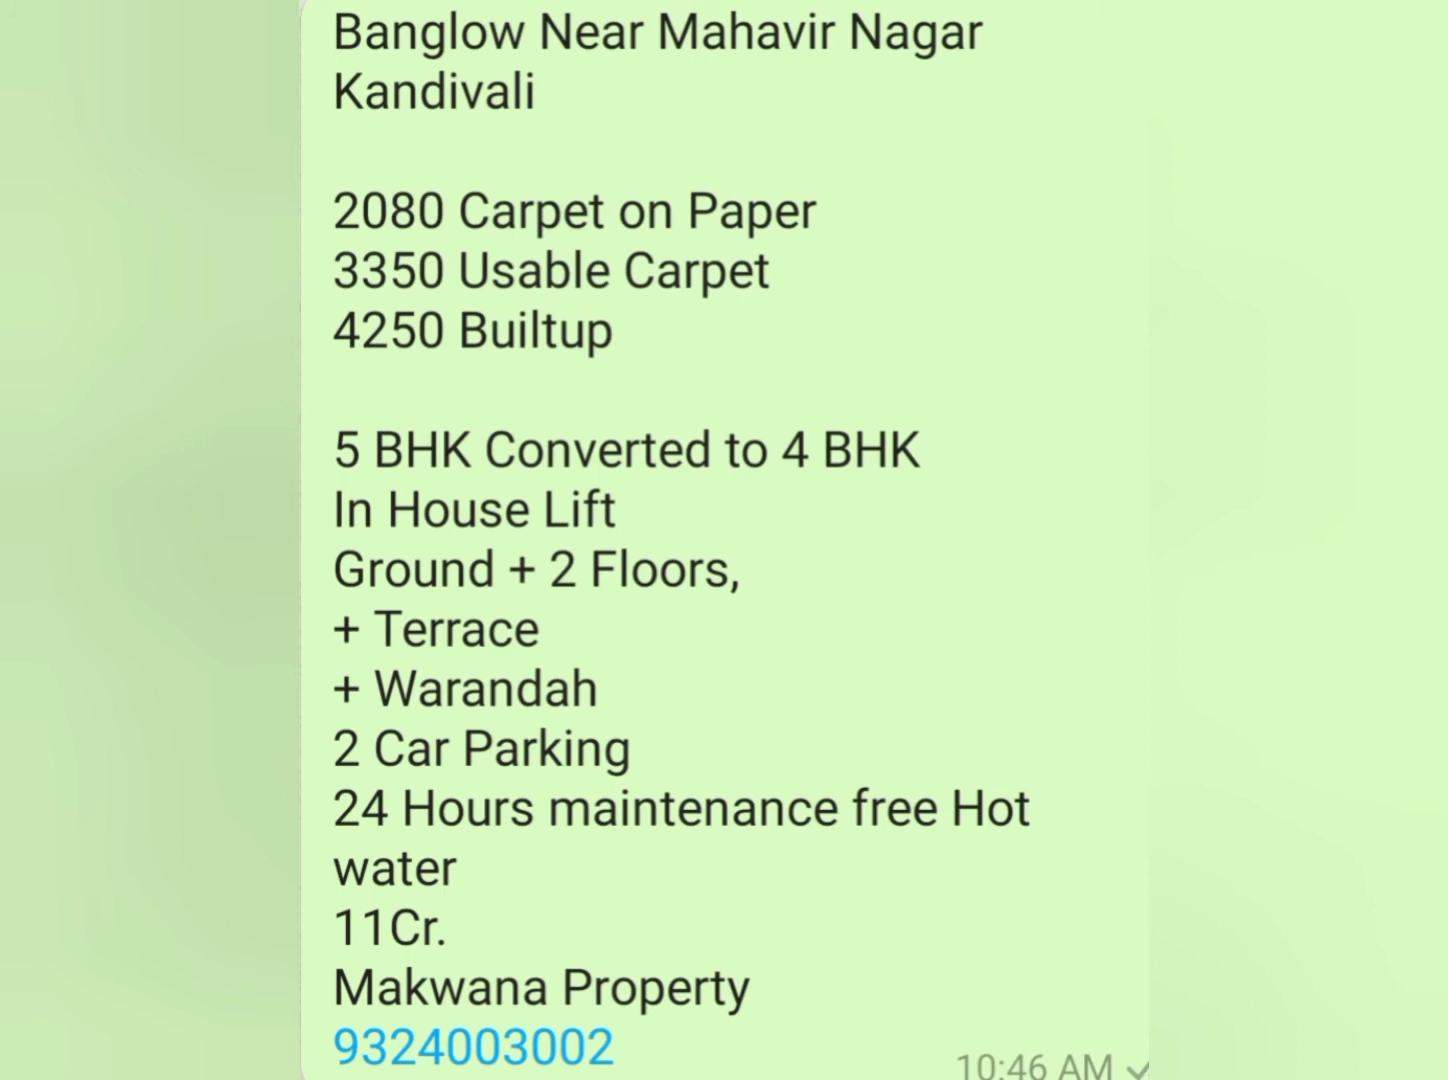 Banglow Near Mahavir Nagar
Kandivali
2080 Carpet on Paper
3350 Usable Carpet
4250 Builtup
5 BHK Converted to 4 BHK
In House Lift
Ground + 2 Floors,
+ Terrace
+ Warandah
2 Car Parking
24 Hours maintenance free Hot
water
11Cr.
Makwana Property
9324003002
10:46 AM